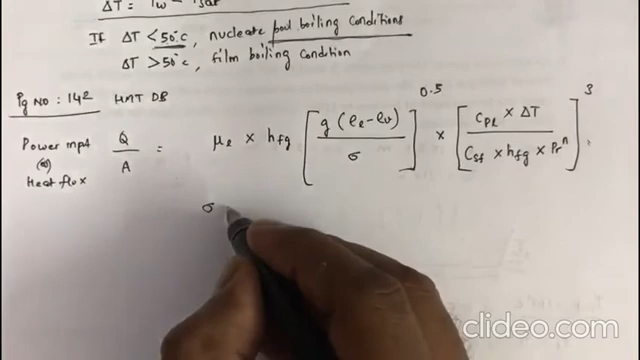 ΔT = Tw - Tsat
If ΔT < 50°C, nucleate pool boiling conditions
ΔT > 50°C, film boiling condition
Pg No : 142 HMT DB
Power input (or) Heat flux Q/A = μl × hfg [g (ρl - ρv) / σ]^0.5 × [Cpl × ΔT / Csf × hfg × Pr^n]^3
σ
clideo.com